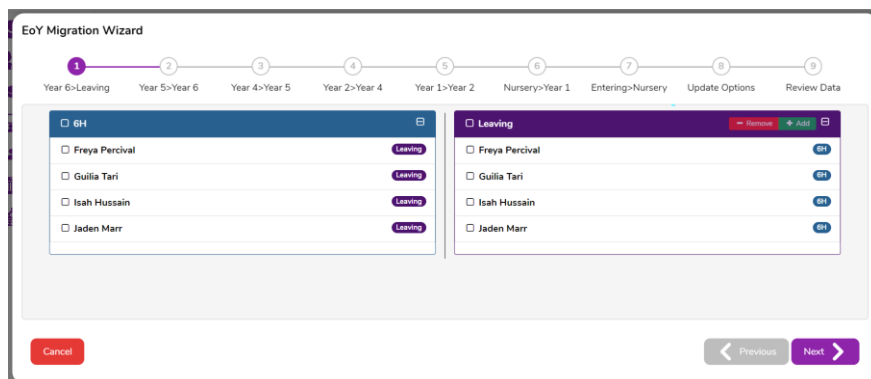 EoY Migration Wizard
1 2 3 4 5 6 7 8 9
Year 6>Leaving Year 5>Year 6 Year 4>Year 5 Year 2>Year 4 Year 1>Year 2 Nursery>Year 1 Entering>Nursery Update Options Review Data
6H
Freya Percival Leaving
Guilia Tari Leaving
Isah Hussain Leaving
Jaden Marr Leaving
Leaving Remove Add
Freya Percival 6H
Guilia Tari 6H
Isah Hussain 6H
Jaden Marr 6H
Cancel Previous Next